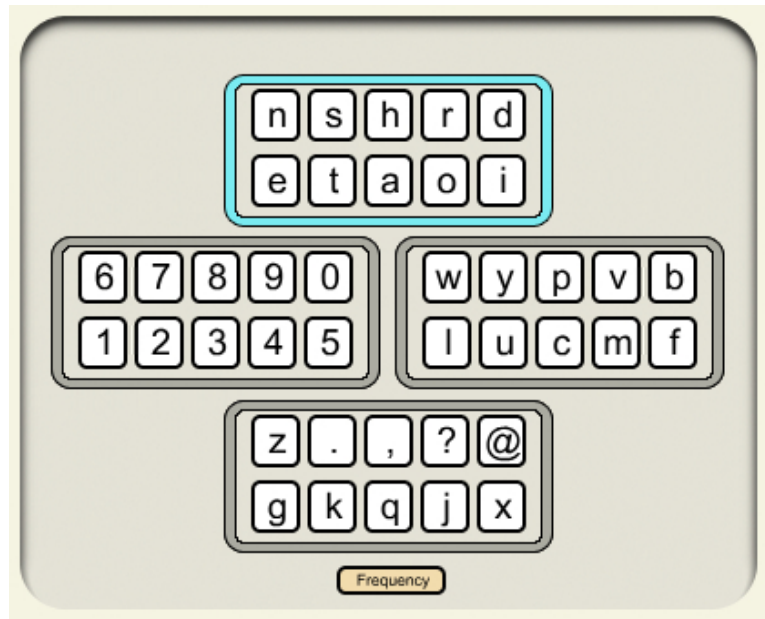 n s h r d
e t a o i
6 7 8 9 0
1 2 3 4 5
w y p v b
l u c m f
z . , ? @
g k q j x
Frequency